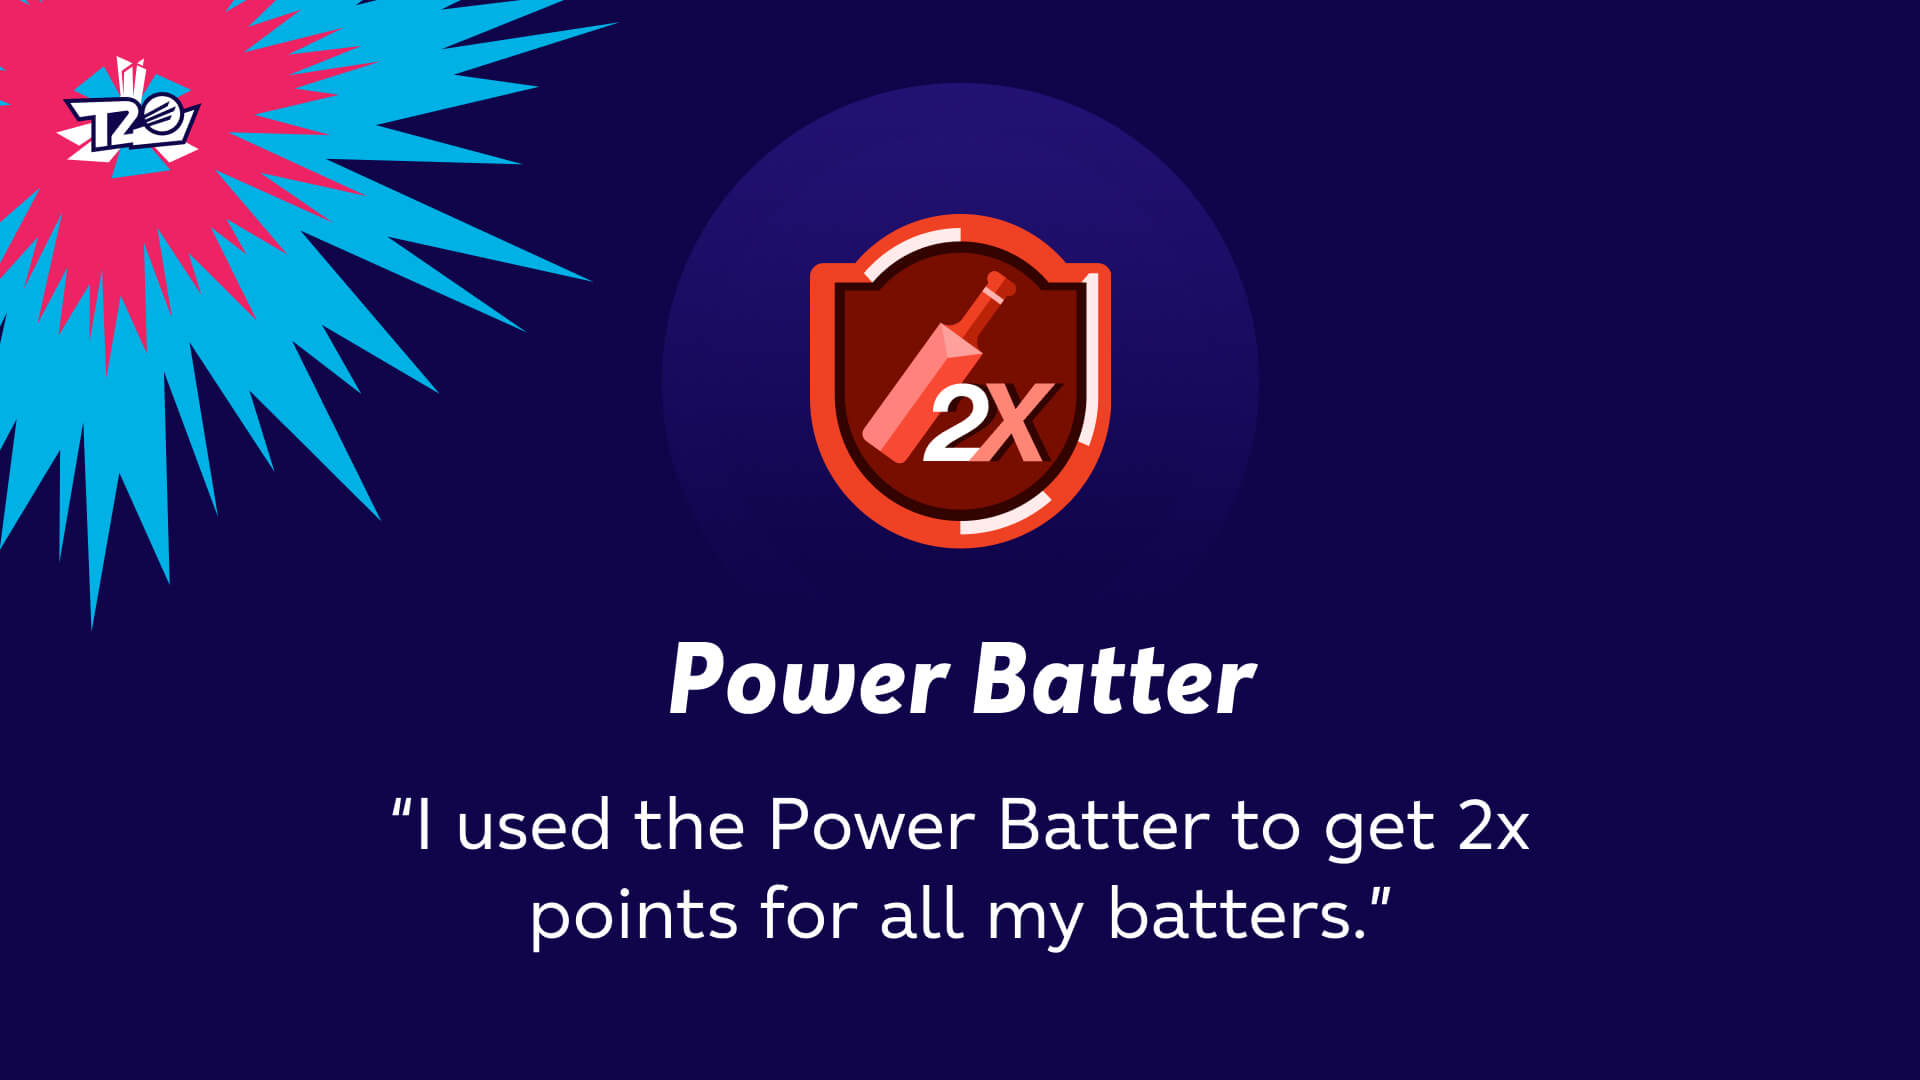 T20
2X
Power Batter
“I used the Power Batter to get 2x
points for all my batters.”